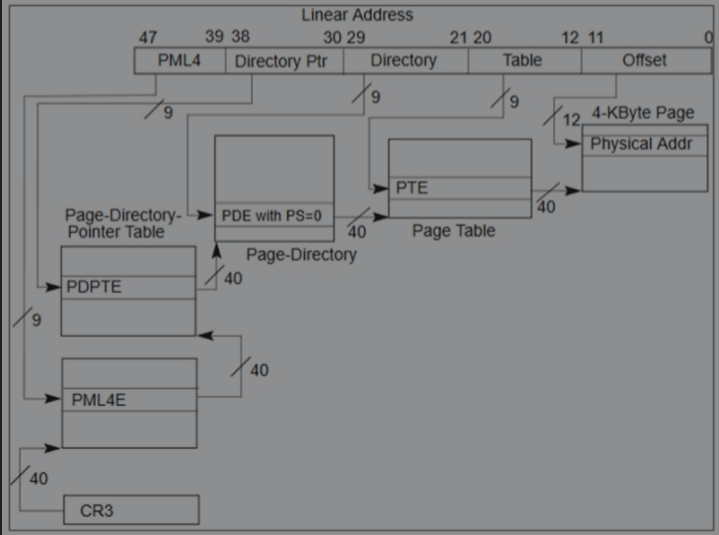 Linear Address
47 39 38 30 29 21 20 12 11 0
PML4 Directory Ptr Directory Table Offset
9 9 9 12 4-KByte Page
Physical Addr
PTE
40
PDE with PS=0
40
Page Table
Page-Directory-
Pointer Table
Page-Directory
40
PDPTE
9
40
PML4E
40
CR3